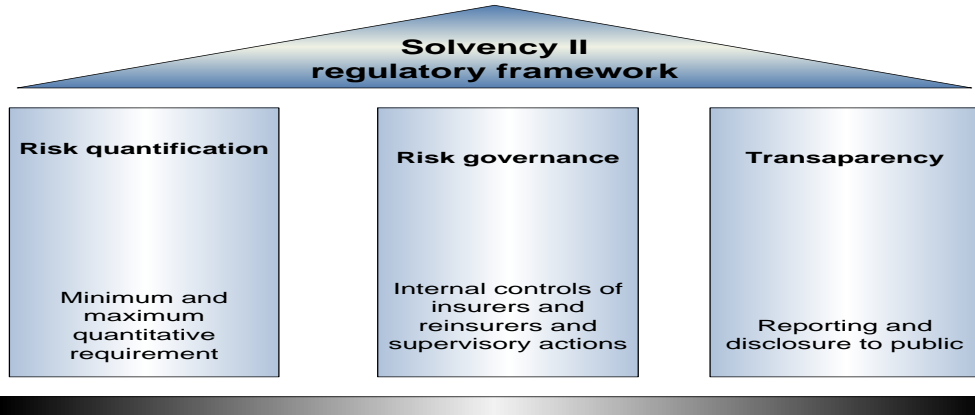 Solvency II
regulatory framework
Risk quantification
Minimum and
maximum
quantitative
requirement
Risk governance
Internal controls of
insurers and
reinsurers and
supervisory actions
Transaparency
Reporting and
disclosure to public